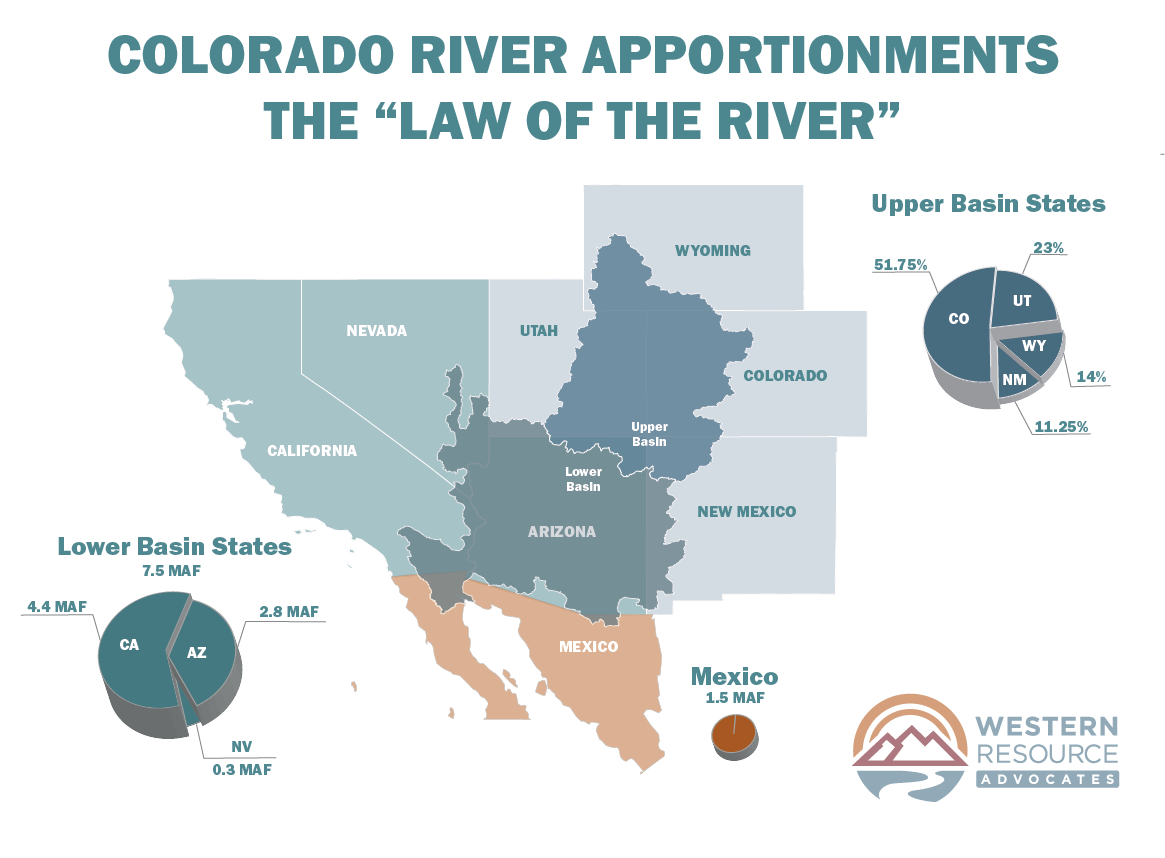 COLORADO RIVER APPORTIONMENTS
THE “LAW OF THE RIVER”
Upper Basin States
51.75%
23%
CO
UT
WY
NM
14%
11.25%
WYOMING
NEVADA
UTAH
COLORADO
CALIFORNIA
Upper
Basin
Lower
Basin
ARIZONA
NEW MEXICO
MEXICO
Lower Basin States
7.5 MAF
4.4 MAF
2.8 MAF
CA
AZ
NV
0.3 MAF
Mexico
1.5 MAF
WESTERN
RESOURCE
ADVOCATES